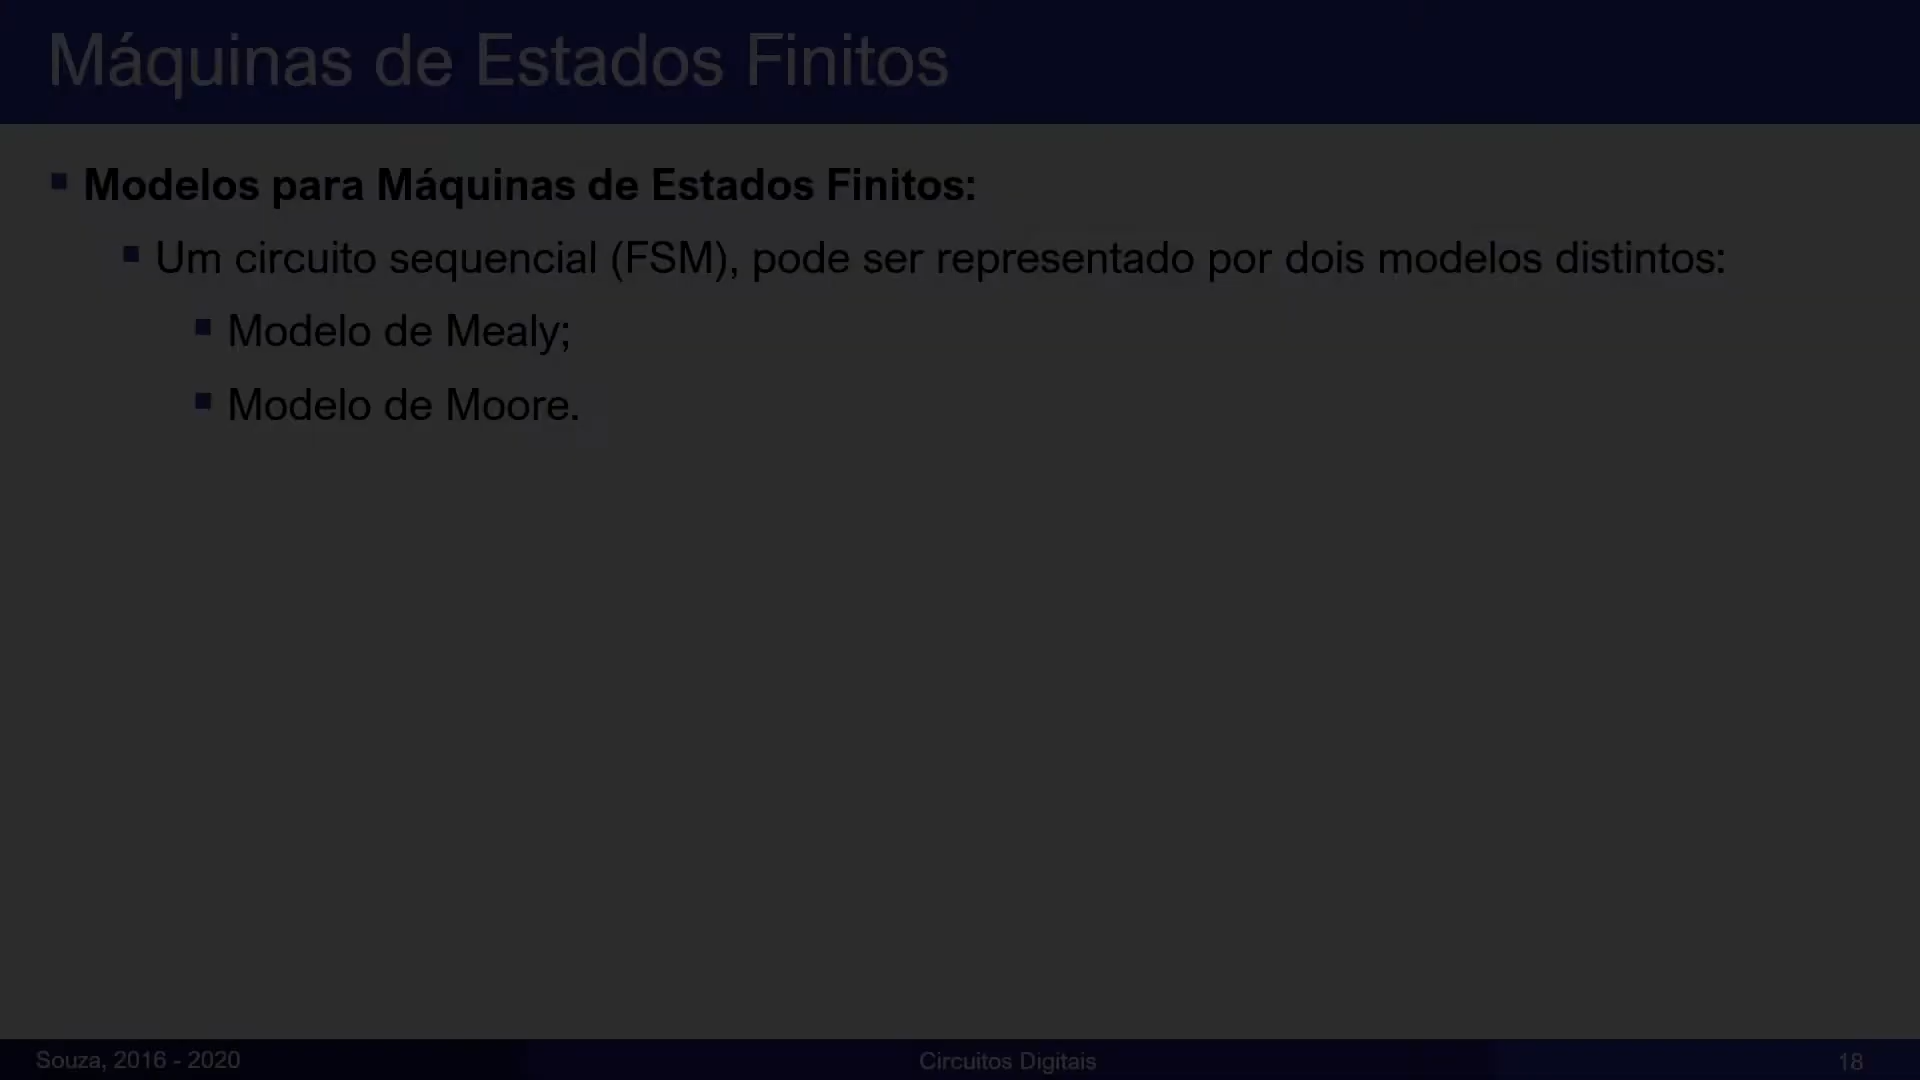 Máquinas de Estados Finitos
Modelos para Máquinas de Estados Finitos:
Um circuito sequencial (FSM), pode ser representado por dois modelos distintos:
Modelo de Mealy;
Modelo de Moore.
Souza, 2016 - 2020
Circuitos Digitais
18